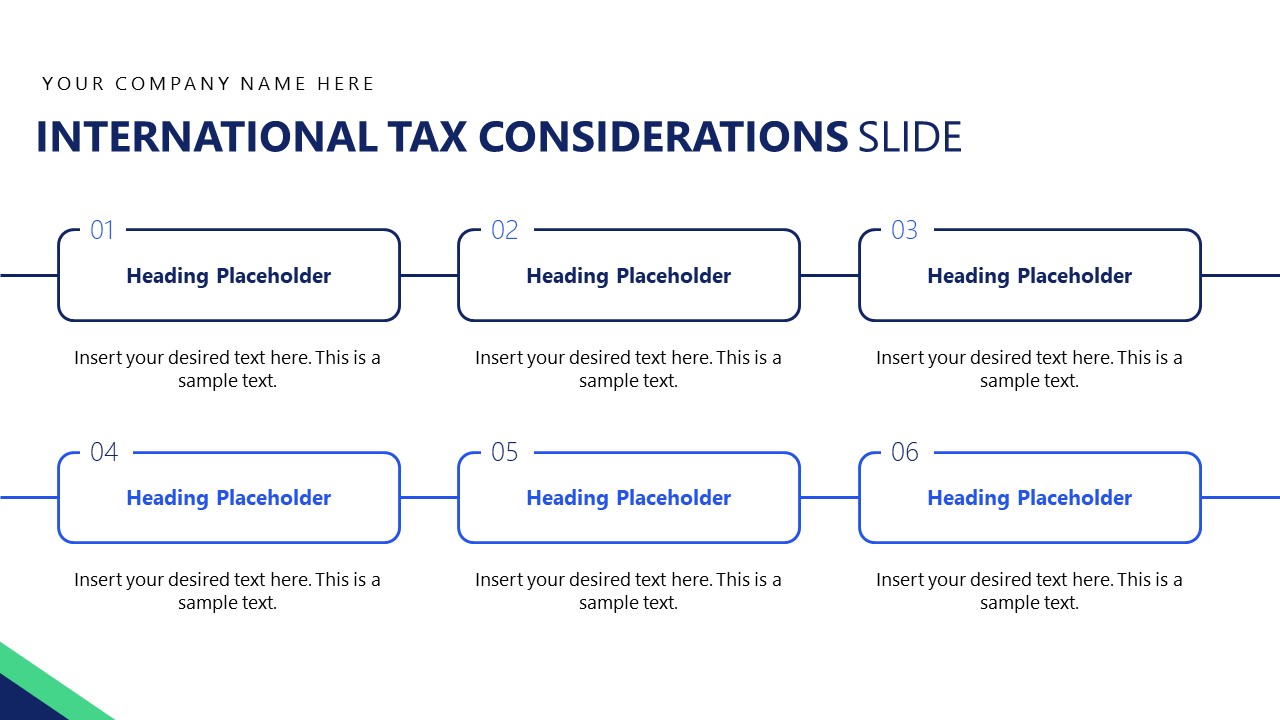 YOUR COMPANY NAME HERE
INTERNATIONAL TAX CONSIDERATIONS SLIDE
01
Heading Placeholder
Insert your desired text here. This is a
sample text.
02
Heading Placeholder
Insert your desired text here. This is a
sample text.
03
Heading Placeholder
Insert your desired text here. This is a
sample text.
04
Heading Placeholder
Insert your desired text here. This is a
sample text.
05
Heading Placeholder
Insert your desired text here. This is a
sample text.
06
Heading Placeholder
Insert your desired text here. This is a
sample text.